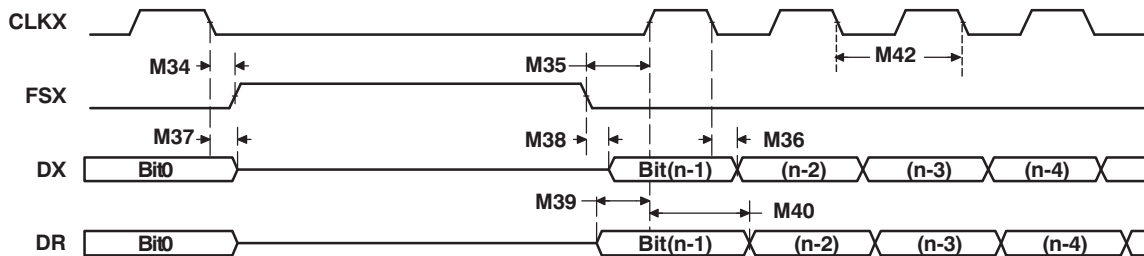 CLKX
M34
M35
M42
FSX
M37
M38
M36
DX
Bit0
Bit(n-1)
(n-2)
(n-3)
(n-4)
M39
M40
DR
Bit0
Bit(n-1)
(n-2)
(n-3)
(n-4)